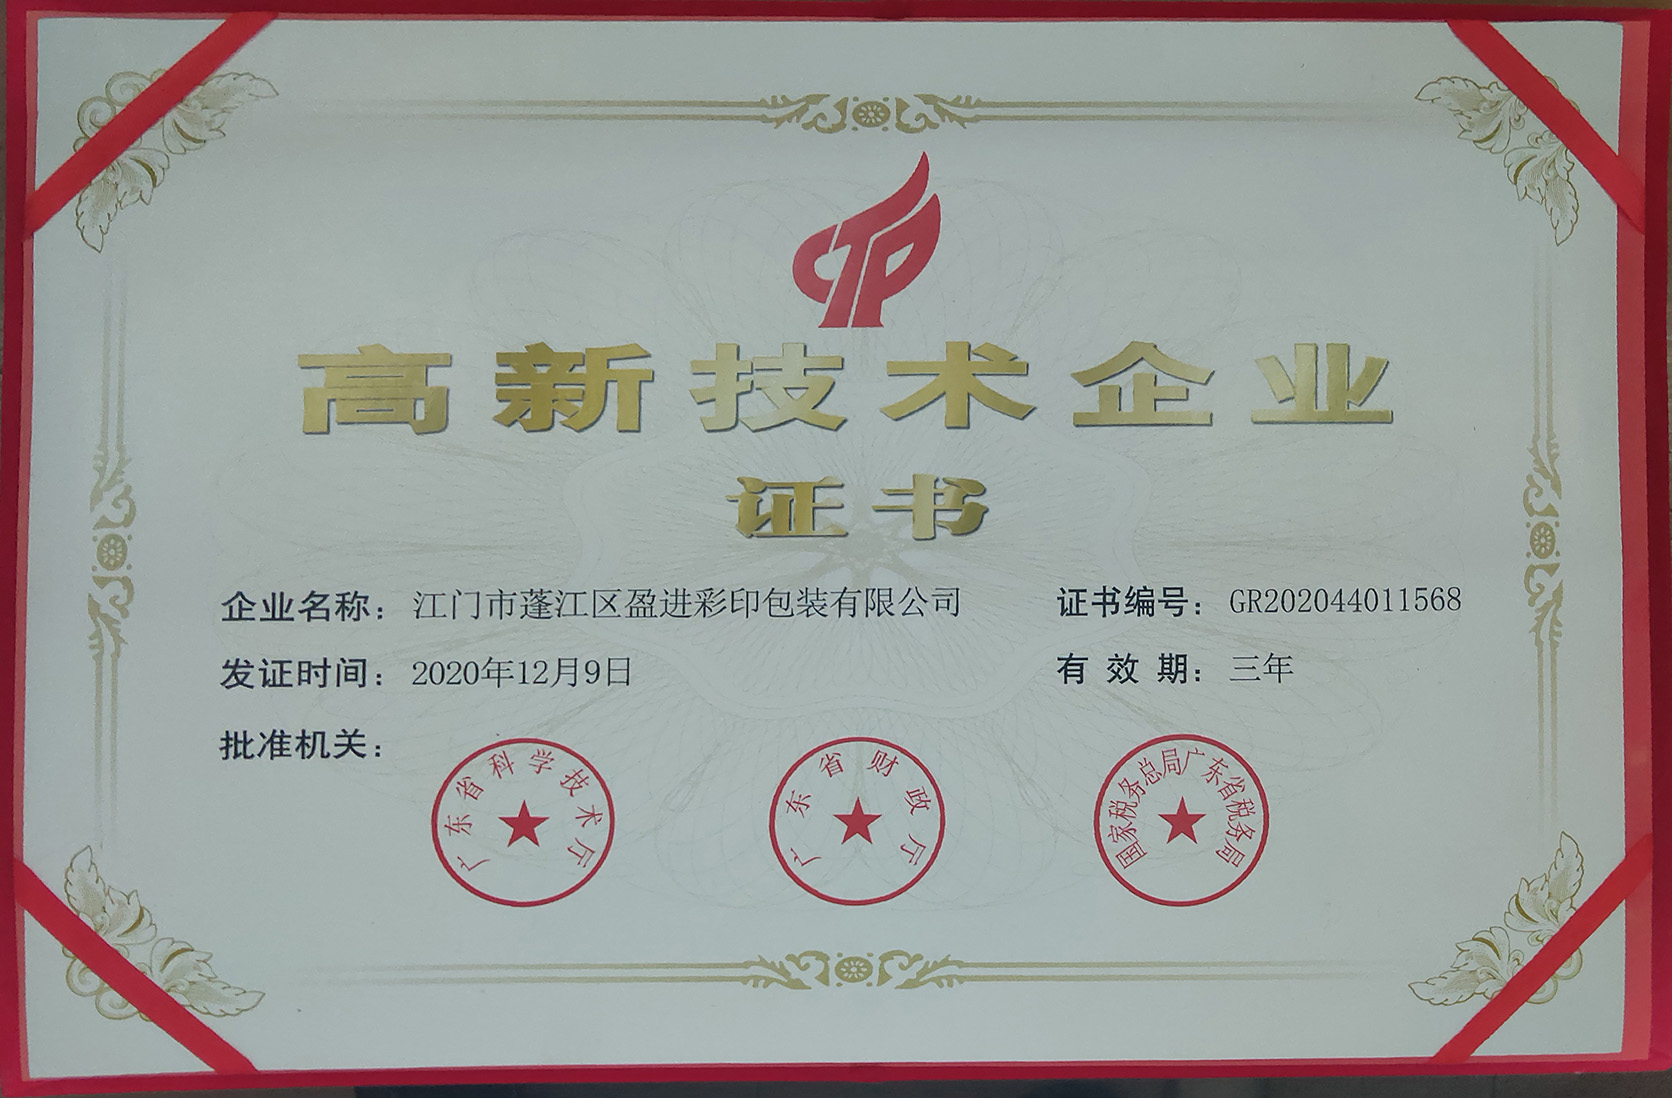 CTP
高新技术企业
证书
企业名称：江门市蓬江区盈进彩印包装有限公司 证书编号：GR202044011568
发证时间：2020年12月9日 有效期：三年
批准机关：
广东省科学技术厅 广东省财政厅 国家税务总局广东省税务局